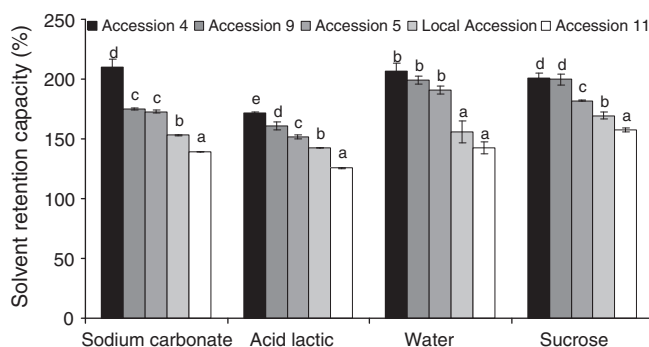 250
Accession 4 Accession 9 Accession 5 Local Accession Accession 11
Solvent retention capacity (%)
200
150
100
50
0
d c c b a
e d c b a
b b b a a
d d c b a
Sodium carbonate Acid lactic Water Sucrose